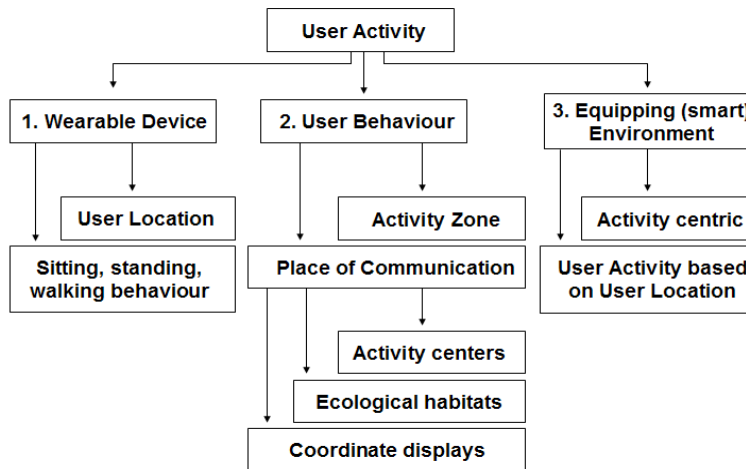 User Activity
1. Wearable Device
2. User Behaviour
3. Equipping (smart)
Environment
User Location
Activity Zone
Activity centric
Sitting, standing,
walking behaviour
Place of Communication
User Activity based
on User Location
Activity centers
Ecological habitats
Coordinate displays